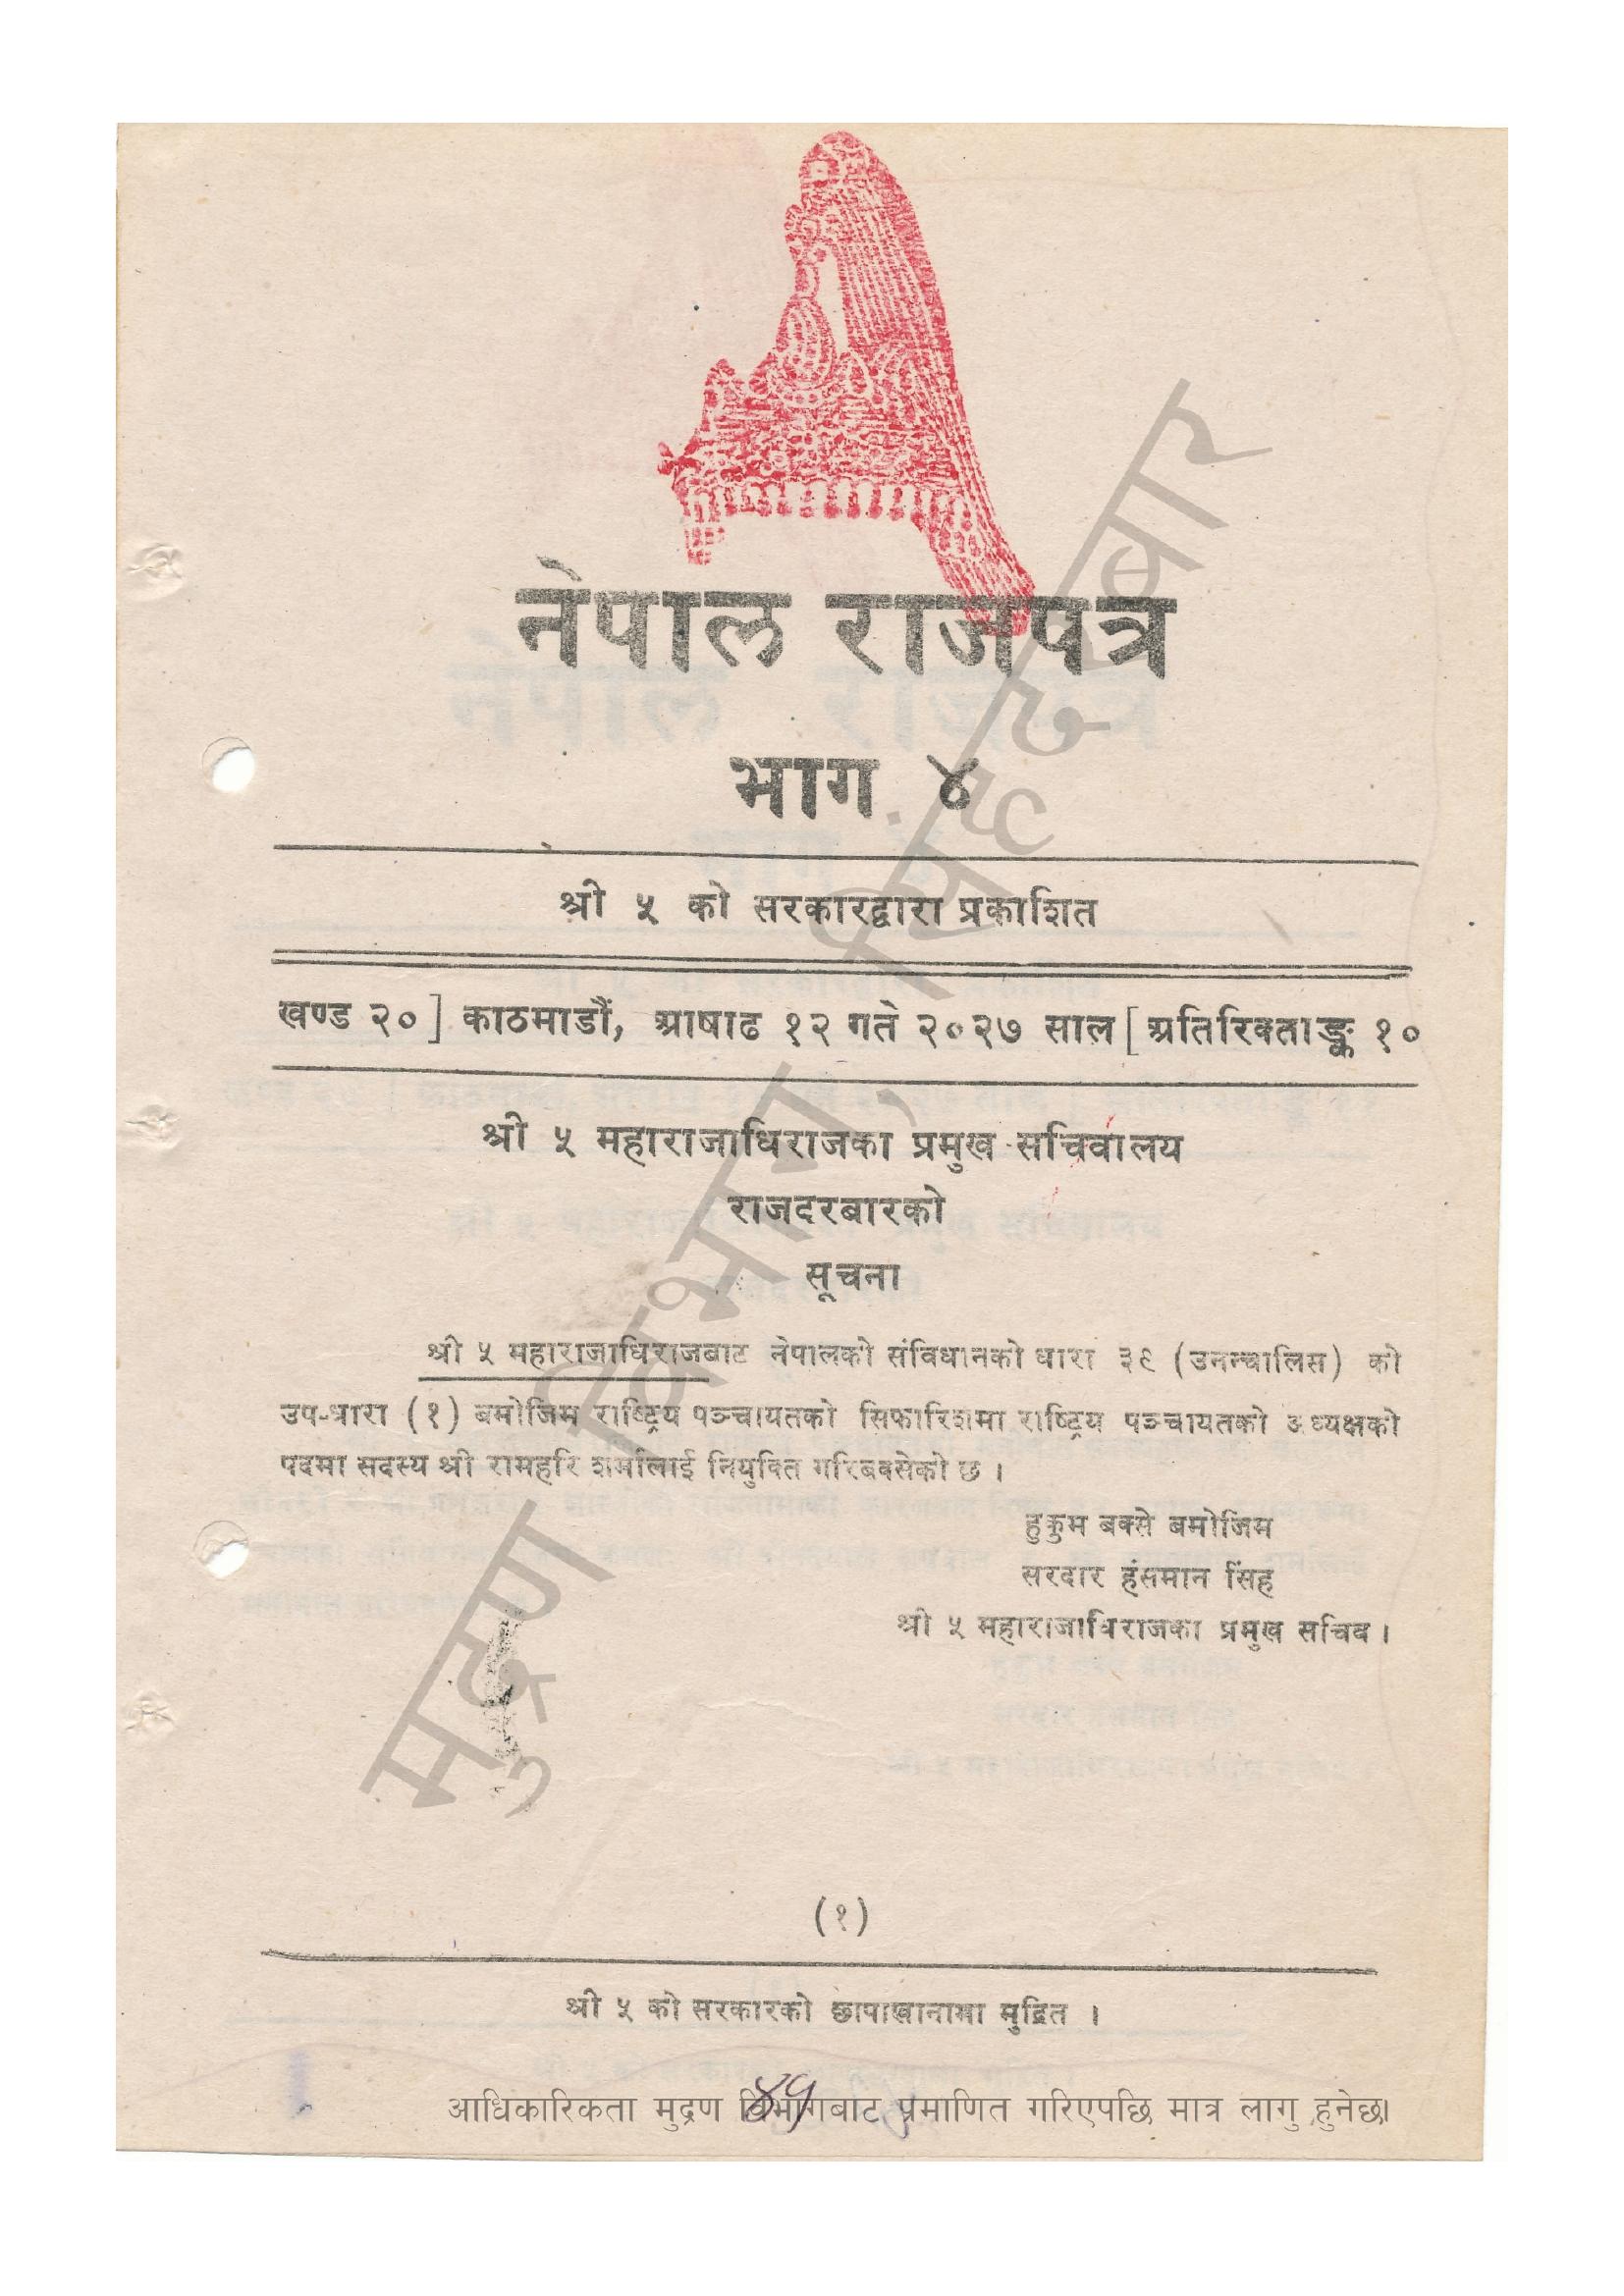 नेपाल राजपत्र
भाग ४
श्री ५ को सरकारद्वारा प्रकाशित
खण्ड २०] काठमाडौं, आषाढ १२ गते २०२७ साल [अतिरिक्ताङ्क १०
श्री ५ महाराजाधिराजका प्रमुख सचिवालय
राजदरबारको
सूचना
श्री ५ महाराजाधिराजबाट नेपालको संविधानको धारा ३९ (उनन्चालिस) को
उप-धारा (१) बमोजिम राष्ट्रिय पञ्चायतको सिफारिशमा राष्ट्रिय पञ्चायतको अध्यक्षको
पदमा सदस्य श्री रामहरि शर्मालाई नियुक्ति गरिबक्सेको छ ।
हुकुम बक्से बमोजिम
सरदार हंसमान सिंह
श्री ५ महाराजाधिराजका प्रमुख सचिव ।
(१)
श्री ५ को सरकारको छापाखानामा मुद्रित ।
४९
आधिकारिकता मुद्रण विभागबाट प्रमाणित गरिएपछि मात्र लागु हुनेछ।
मुद्रण विभाग, सिंहदरबार